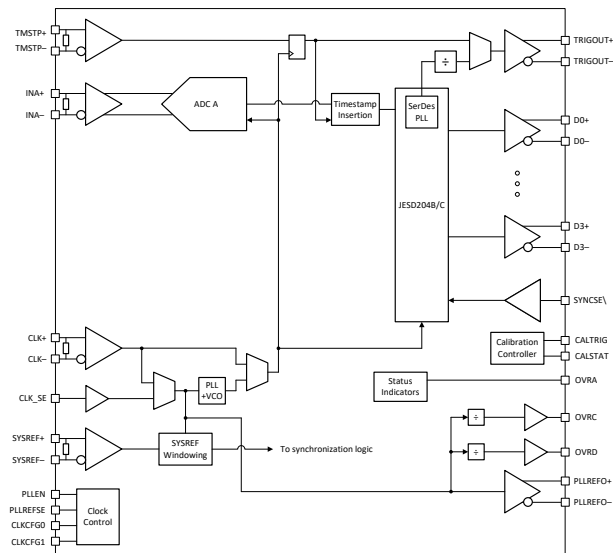 TMSTP+
TMSTP–
INA+
INA–
ADC A
Timestamp
Insertion
÷
SerDes
PLL
JESD204B/C
TRIGOUT+
TRIGOUT–
D0+
D0–
D3+
D3–
SYNCSE\
CLK+
CLK–
CLK_SE
PLL
+VCO
Calibration
Controller
CALTRIG
CALSTAT
Status
Indicators
OVRA
SYSREF+
SYSREF–
SYSREF
Windowing
To synchronization logic
÷
OVRC
÷
OVRD
PLLREFO+
PLLREFO–
PLLEN
PLLREFSE
CLKCFG0
CLKCFG1
Clock
Control